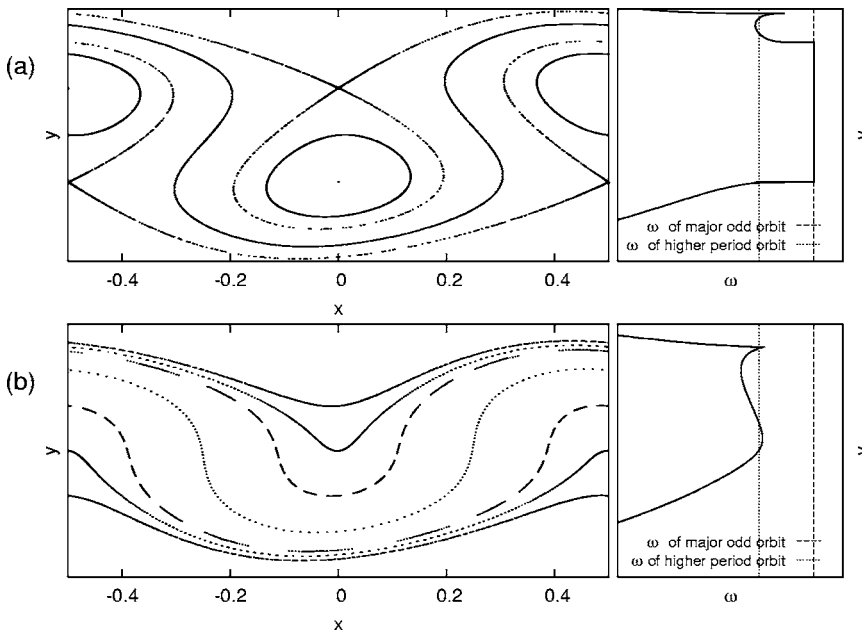 (a)
y
y
y
ω of major odd orbit
ω of higher period orbit
-0.4 -0.2 0 0.2 0.4
x
ω
(b)
y
y
y
ω of major odd orbit
ω of higher period orbit
-0.4 -0.2 0 0.2 0.4
x
ω